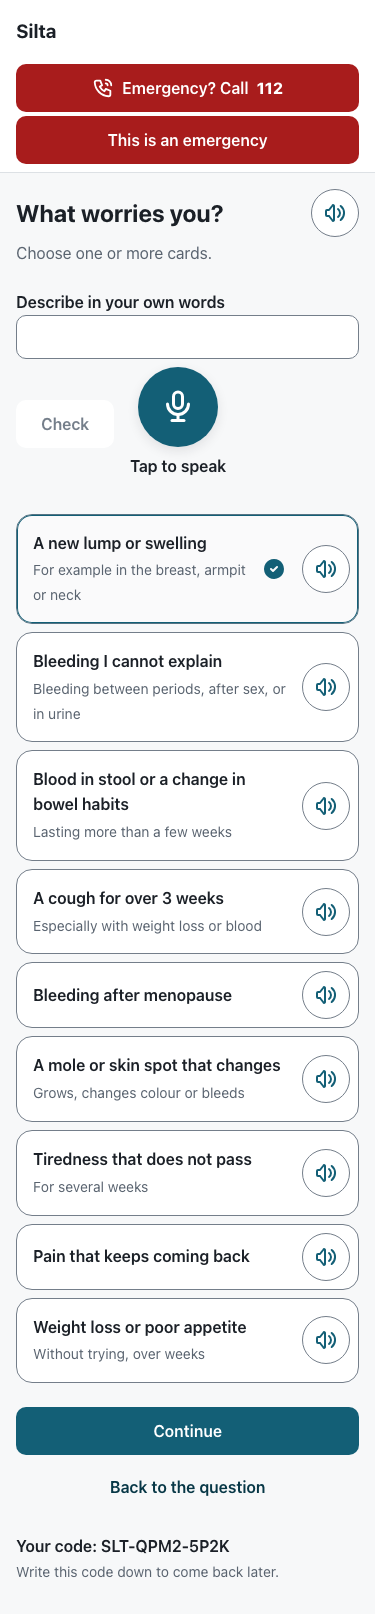 Silta
Emergency? Call 112
This is an emergency
What worries you?
Choose one or more cards.
Describe in your own words
Check
Tap to speak
A new lump or swelling
For example in the breast, armpit
or neck
Bleeding I cannot explain
Bleeding between periods, after sex, or
in urine
Blood in stool or a change in
bowel habits
Lasting more than a few weeks
A cough for over 3 weeks
Especially with weight loss or blood
Bleeding after menopause
A mole or skin spot that changes
Grows, changes colour or bleeds
Tiredness that does not pass
For several weeks
Pain that keeps coming back
Weight loss or poor appetite
Without trying, over weeks
Continue
Back to the question
Your code: SLT-QPM2-5P2K
Write this code down to come back later.